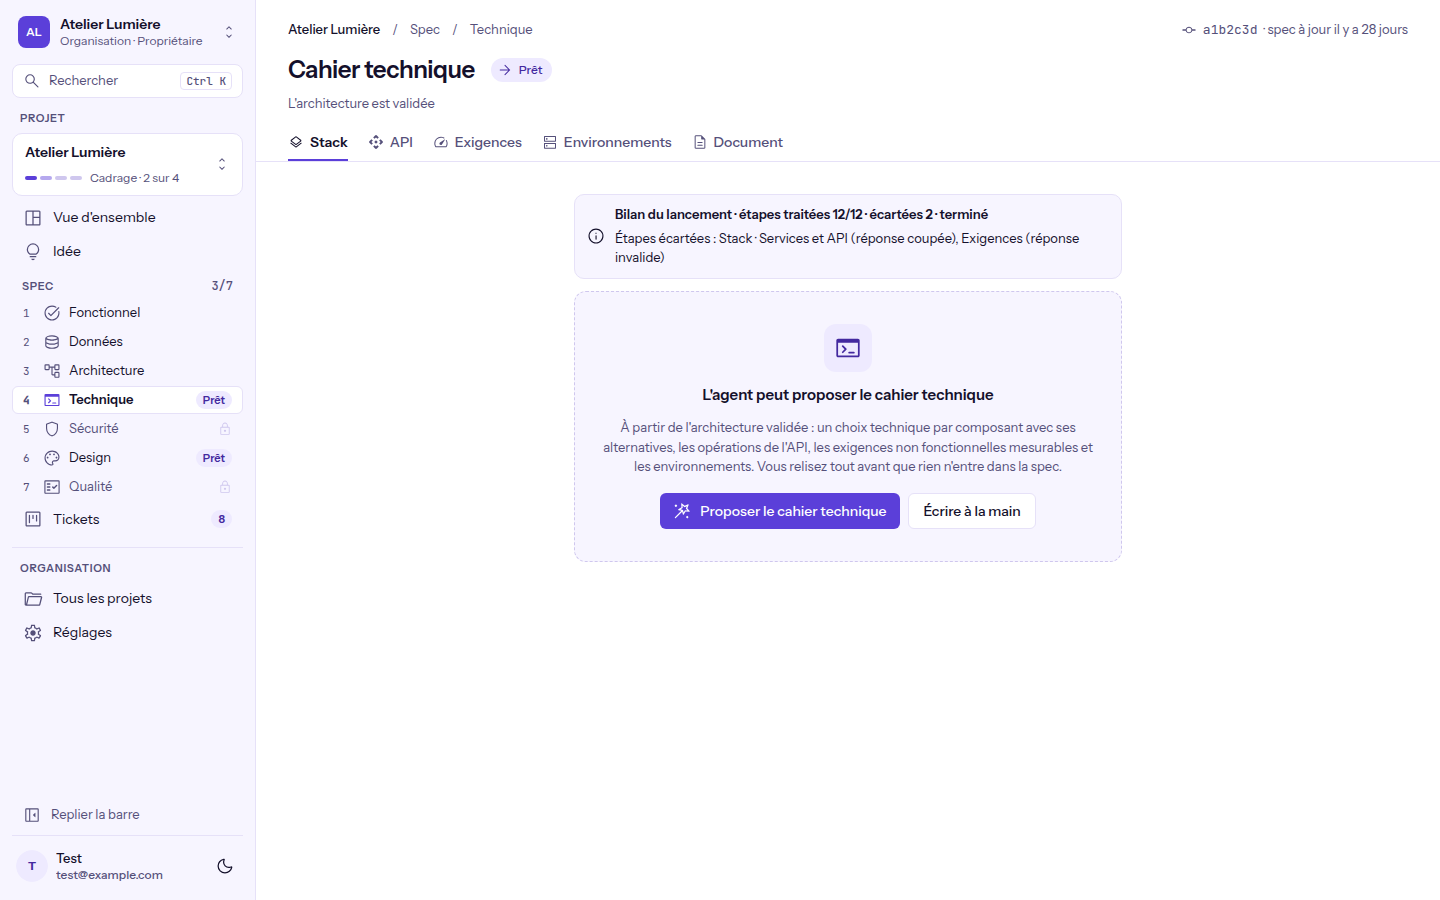 AL
Atelier Lumière
Organisation · Propriétaire
Rechercher
Ctrl K
PROJET
Atelier Lumière
Cadrage · 2 sur 4
Vue d'ensemble
Idée
SPEC 3/7
1 Fonctionnel
2 Données
3 Architecture
4 Technique Prêt
5 Sécurité
6 Design Prêt
7 Qualité
Tickets 8
ORGANISATION
Tous les projets
Réglages
Replier la barre
T
Test
test@example.com
Atelier Lumière / Spec / Technique
a1b2c3d · spec à jour il y a 28 jours
Cahier technique
Prêt
L'architecture est validée
Stack API Exigences Environnements Document
Bilan du lancement · étapes traitées 12/12 · écartées 2 · terminé
Étapes écartées : Stack · Services et API (réponse coupée), Exigences (réponse
invalide)
L'agent peut proposer le cahier technique
À partir de l'architecture validée : un choix technique par composant avec ses
alternatives, les opérations de l'API, les exigences non fonctionnelles mesurables et
les environnements. Vous relisez tout avant que rien n'entre dans la spec.
Proposer le cahier technique
Écrire à la main